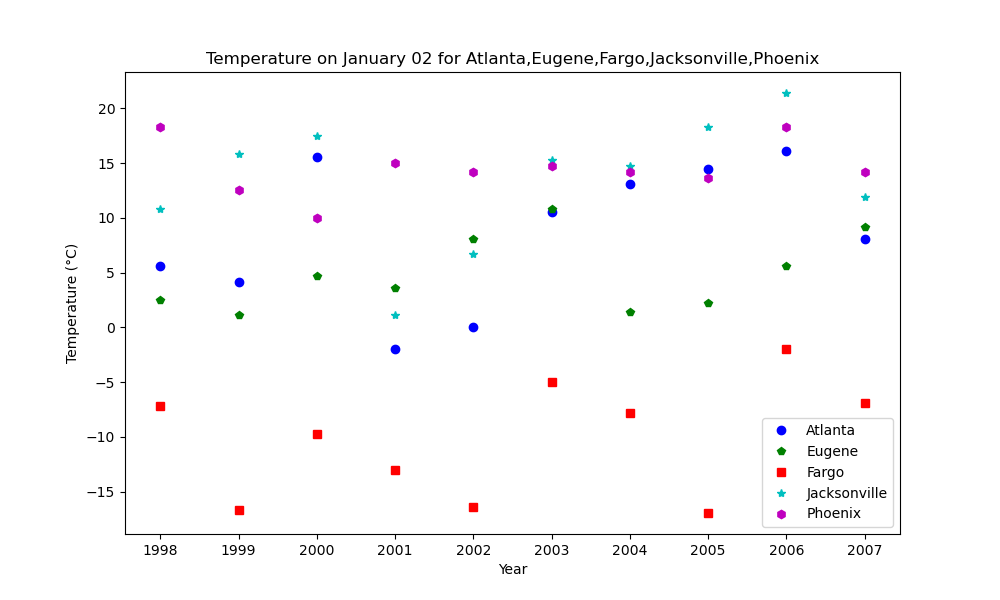 Temperature on January 02 for Atlanta,Eugene,Fargo,Jacksonville,Phoenix
Temperature (°C)
20
15
10
5
0
−5
−10
−15
Atlanta
Eugene
Fargo
Jacksonville
Phoenix
1998 1999 2000 2001 2002 2003 2004 2005 2006 2007
Year